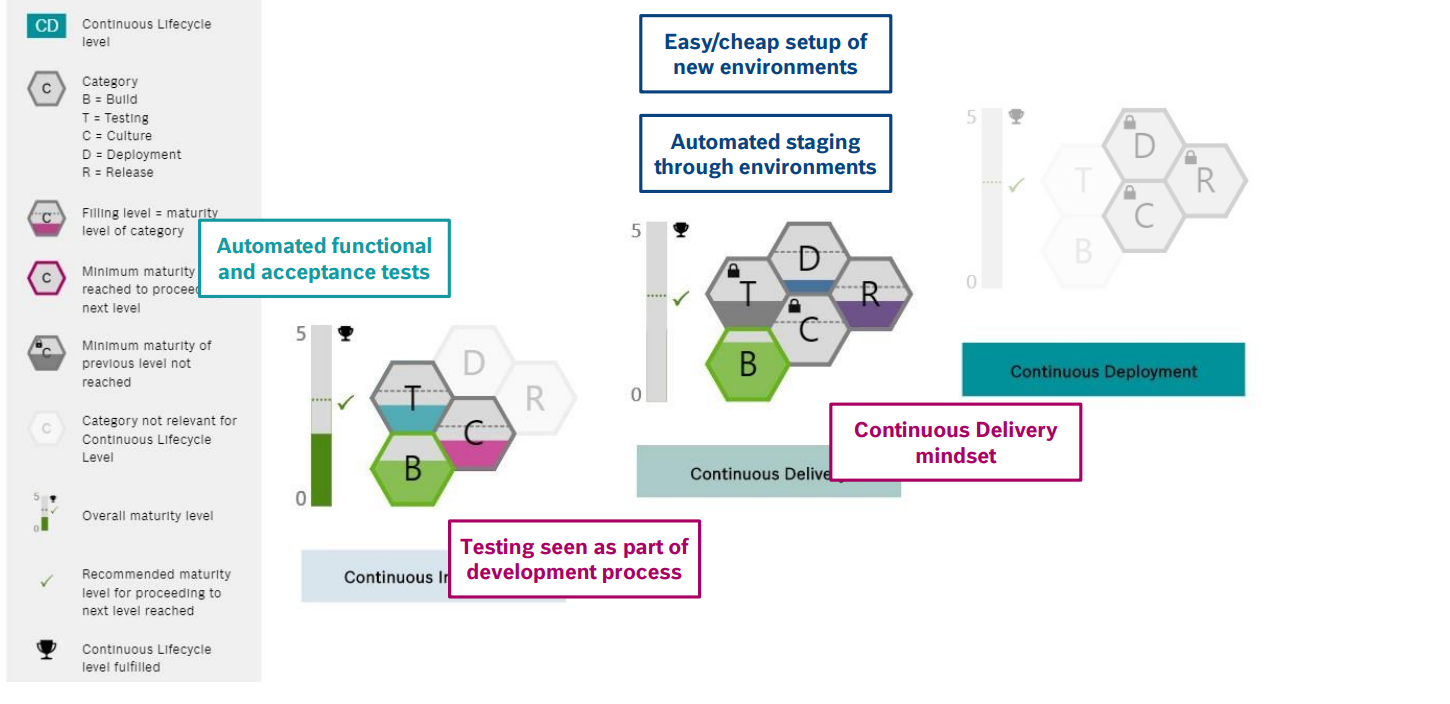 CD
Continuous Lifecycle
level
C
Category
B = Build
T = Testing
C = Culture
D = Deployment
R = Release
C
Filling level = maturity
level of category
C
Minimum maturity
reached to proceed
next level
C
Minimum maturity of
previous level not
reached
C
Category not relevant for
Continuous Lifecycle
Level
5
0
Overall maturity level
Recommended maturity
level for proceeding to
next level reached
Continuous Lifecycle
level fulfilled
Automated functional
and acceptance tests
5
0
D
T
R
C
B
Continuous
Testing seen as part of
development process
Easy/cheap setup of
new environments
Automated staging
through environments
5
0
D
T
R
C
B
Continuous
Continuous Delivery
mindset
5
0
D
T
R
C
B
Continuous Deployment